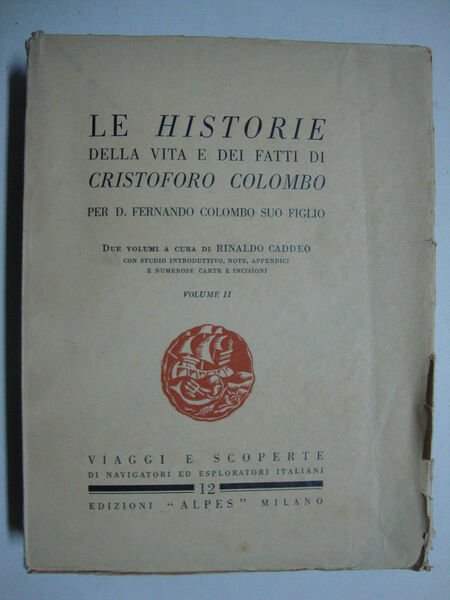 LE HISTORIE
DELLA VITA E DEI FATTI DI
CRISTOFORO COLOMBO
PER D. FERNANDO COLOMBO SUO FIGLIO
DUE VOLUMI A CURA DI RINALDO CADDEO
CON STUDIO INTRODUTTIVO, NOTE, APPENDICI
E NUMEROSE CARTE E INCISIONI
VOLUME II
VIAGGI E SCOPERTE
DI NAVIGATORI ED ESPLORATORI ITALIANI
12
EDIZIONI "ALPES" MILANO